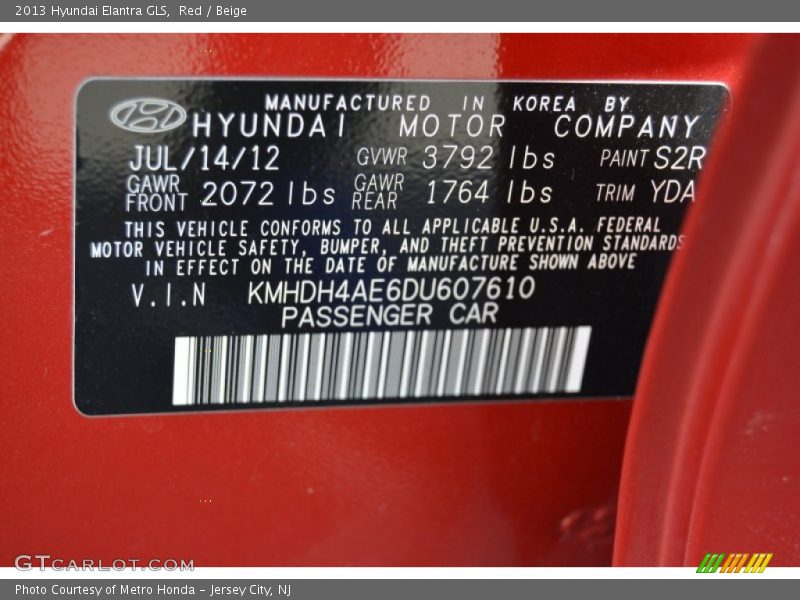 2013 Hyundai Elantra GLS, Red / Beige
MANUFACTURED IN KOREA BY
HYUNDAI MOTOR COMPANY
JUL/14/12 GVWR 3792 lbs PAINT S2R
GAWR FRONT 2072 lbs GAWR REAR 1764 lbs TRIM YDA
THIS VEHICLE CONFORMS TO ALL APPLICABLE U.S.A. FEDERAL
MOTOR VEHICLE SAFETY, BUMPER, AND THEFT PREVENTION STANDARDS
IN EFFECT ON THE DATE OF MANUFACTURE SHOWN ABOVE
V.I.N KMHDH4AE6DU607610
PASSENGER CAR
GTCARLOT.COM
Photo Courtesy of Metro Honda - Jersey City, NJ